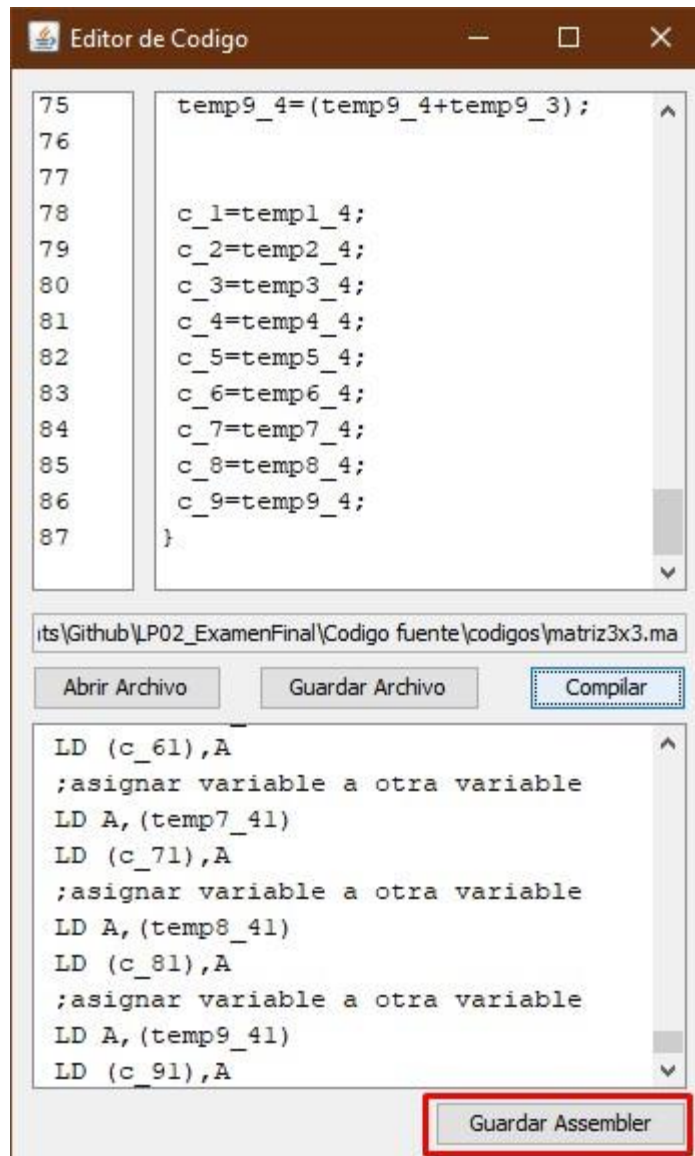 Editor de Codigo
75 temp9_4=(temp9_4+temp9_3);
76
77
78 c_1=temp1_4;
79 c_2=temp2_4;
80 c_3=temp3_4;
81 c_4=temp4_4;
82 c_5=temp5_4;
83 c_6=temp6_4;
84 c_7=temp7_4;
85 c_8=temp8_4;
86 c_9=temp9_4;
87 }
its\Github\LP02_ExamenFinal\Codigo fuente\codigos\matriz3x3.ma
Abrir Archivo Guardar Archivo Compilar
LD (c_61),A
;asignar variable a otra variable
LD A,(temp7_41)
LD (c_71),A
;asignar variable a otra variable
LD A,(temp8_41)
LD (c_81),A
;asignar variable a otra variable
LD A,(temp9_41)
LD (c_91),A
Guardar Assembler